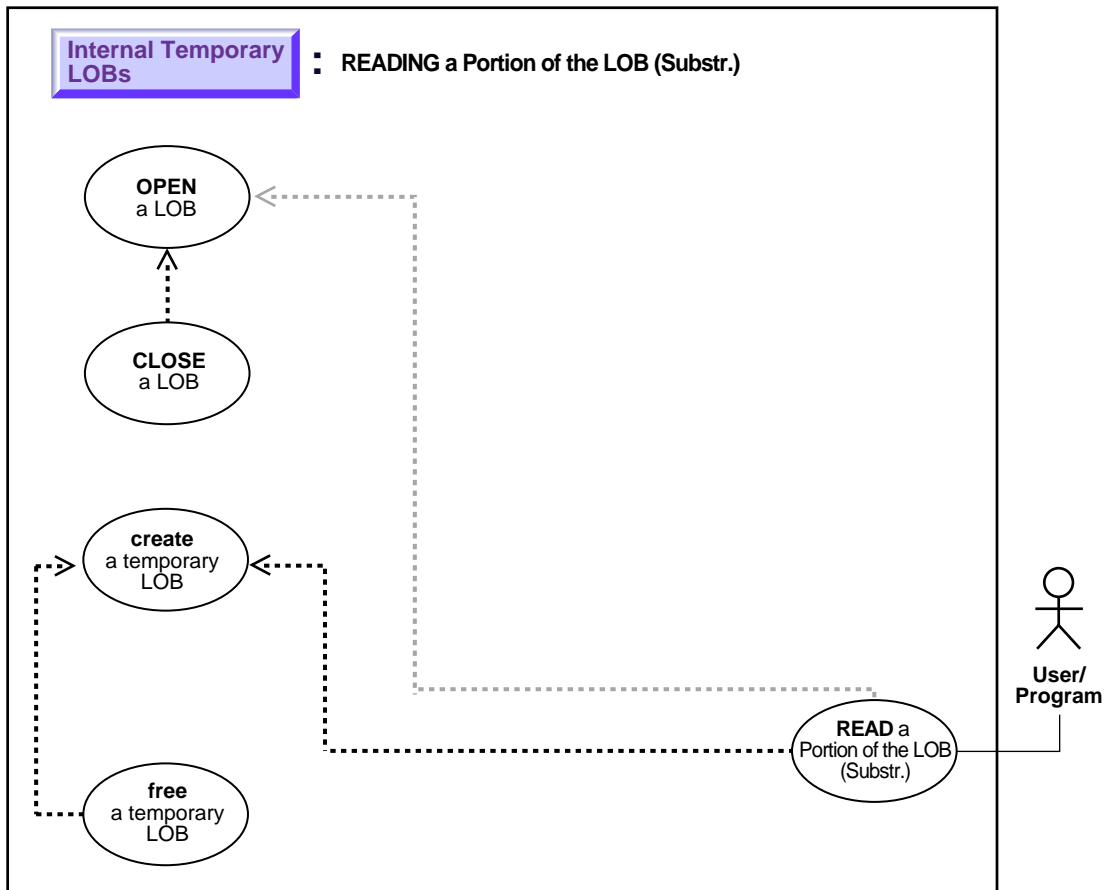 Internal Temporary
LOBs
: READING a Portion of the LOB (Substr.)
OPEN
a LOB
CLOSE
a LOB
create
a temporary
LOB
User/
Program
READ a
Portion of the LOB
(Substr.)
free
a temporary
LOB